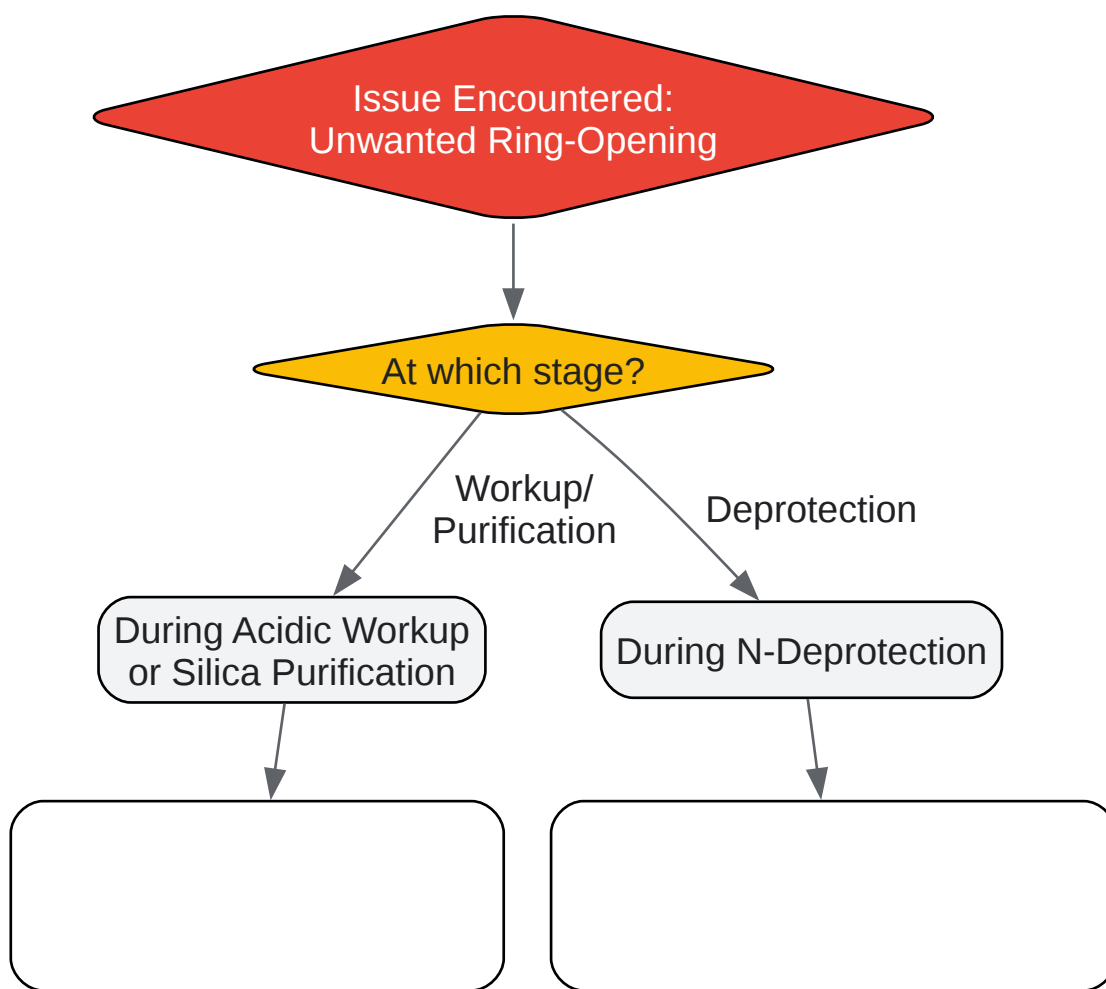 Issue Encountered:
Unwanted Ring-Opening
At which stage?
Workup/
Purification
Deprotection
During Acidic Workup
or Silica Purification
During N-Deprotection